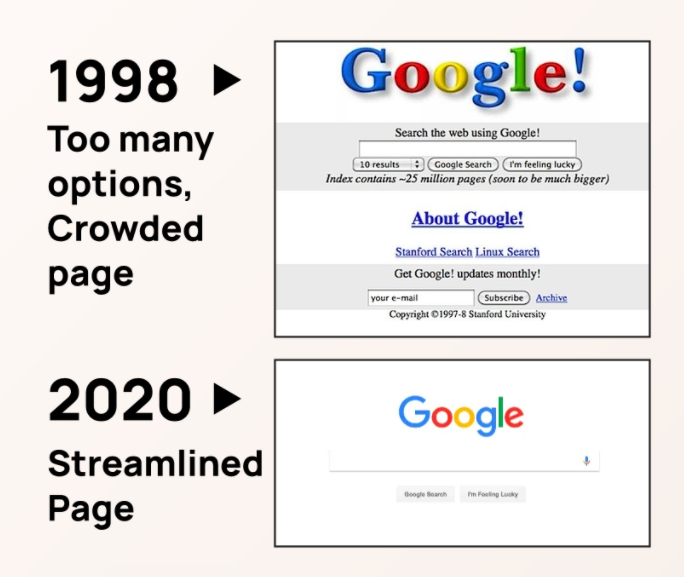 1998
Too many
options,
Crowded
page
Google!
Search the web using Google!
10 results Google Search I'm feeling lucky
Index contains ~25 million pages (soon to be much bigger)
About Google!
Stanford Search Linux Search
Get Google! updates monthly!
your e-mail Subscribe Archive
Copyright ©1997-8 Stanford University
2020
Streamlined
Page
Google
Google Search I'm Feeling Lucky